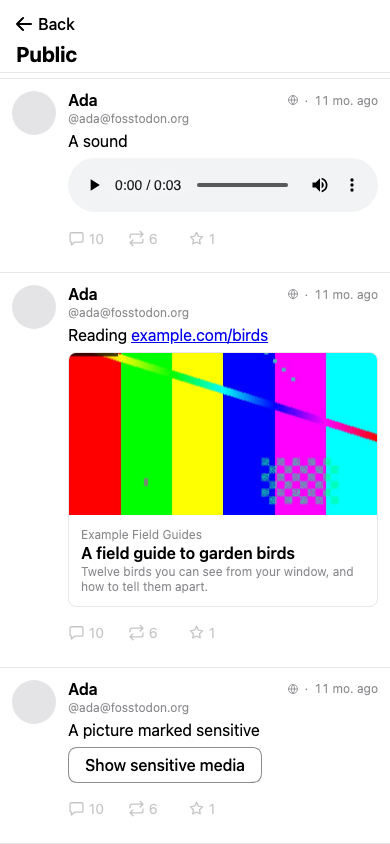 Back
Public
Ada
· 11 mo. ago
@ada@fosstodon.org
A sound
0:00 / 0:03
10 6 1
Ada
· 11 mo. ago
@ada@fosstodon.org
Reading example.com/birds
Example Field Guides
A field guide to garden birds
Twelve birds you can see from your window, and
how to tell them apart.
10 6 1
Ada
· 11 mo. ago
@ada@fosstodon.org
A picture marked sensitive
Show sensitive media
10 6 1